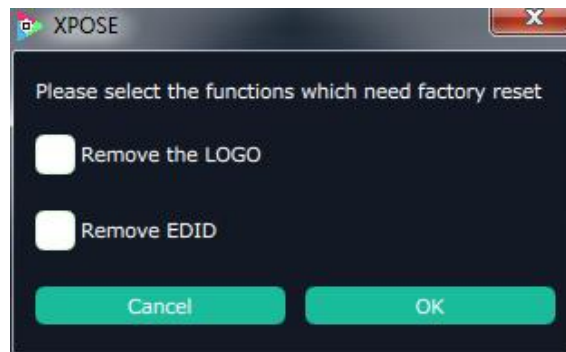 XPOSE
Please select the functions which need factory reset
Remove the LOGO
Remove EDID
Cancel
OK